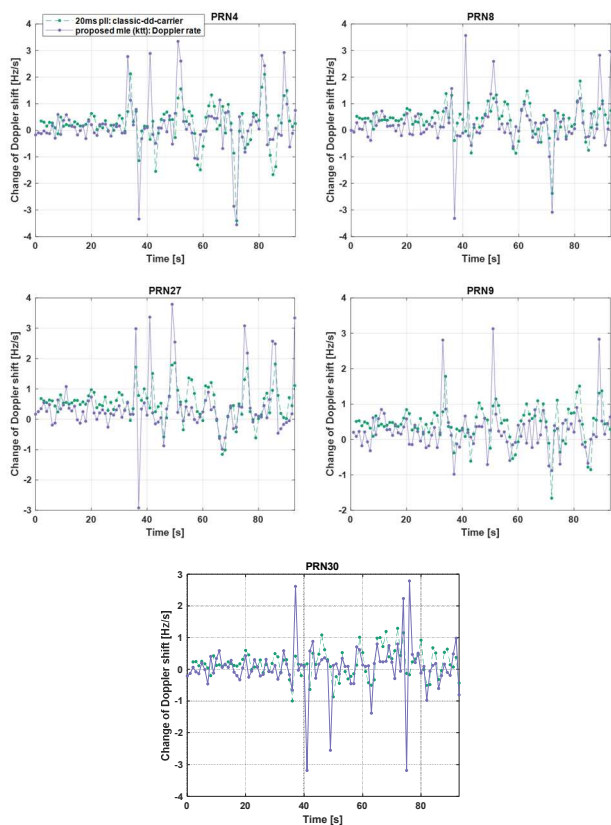 PRN4
20ms pll: classic-dd-carrier
proposed mle (ktt): Doppler rate
Change of Doppler shift [Hz/s]
4
3
2
1
0
-1
-2
-3
-4
0 20 40 60 80
Time [s]
PRN8
Change of Doppler shift [Hz/s]
4
3
2
1
0
-1
-2
-3
-4
0 20 40 60 80
Time [s]
PRN27
Change of Doppler shift [Hz/s]
4
3
2
1
0
-1
-2
-3
0 20 40 60 80
Time [s]
PRN9
Change of Doppler shift [Hz/s]
4
3
2
1
0
-1
-2
0 20 40 60 80
Time [s]
PRN30
Change of Doppler shift [Hz/s]
3
2
1
0
-1
-2
-3
-4
0 20 40 60 80
Time [s]